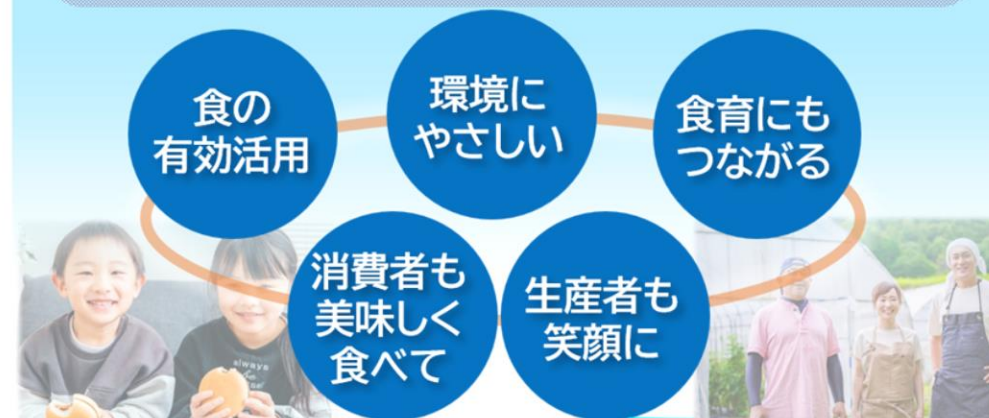 食の
有効活用
環境に
やさしい
食育にも
つながる
消費者も
美味しく
食べて
生産者も
笑顔に
always
be